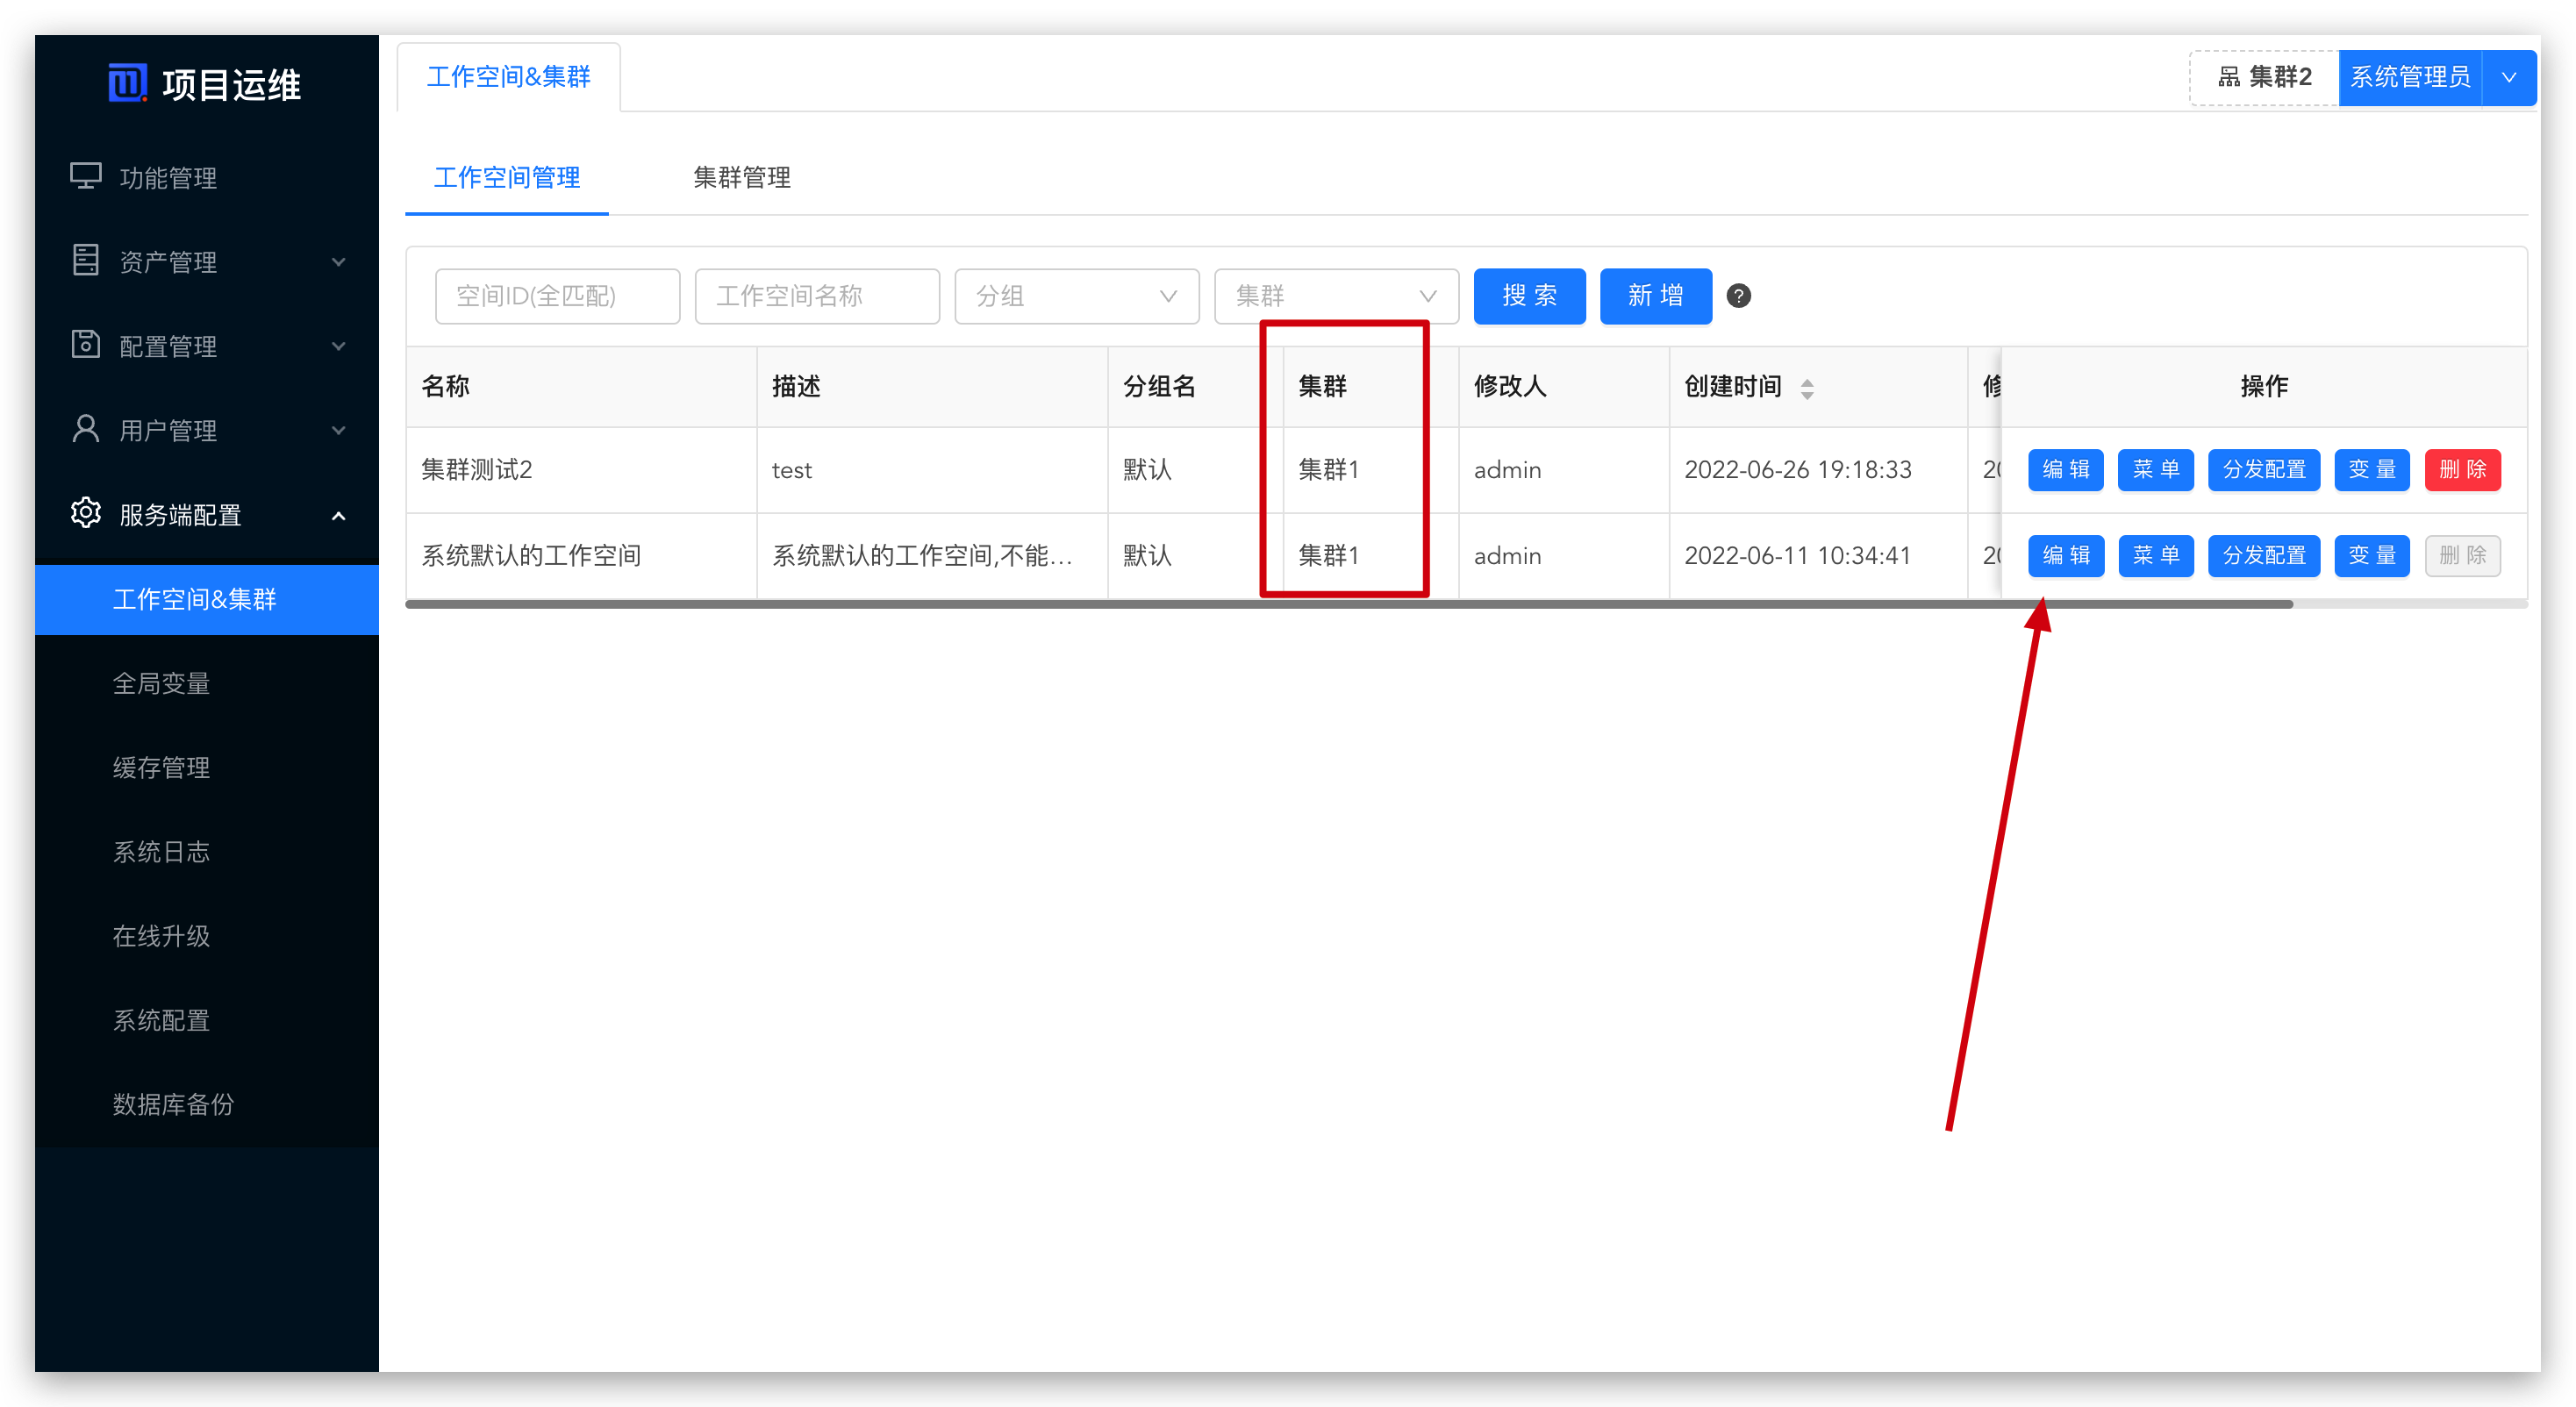 项目运维
功能管理
资产管理
配置管理
用户管理
服务端配置
工作空间&集群
全局变量
缓存管理
系统日志
在线升级
系统配置
数据库备份
工作空间&集群
集群2 系统管理员
工作空间管理 集群管理
空间ID(全匹配) 工作空间名称 分组 集群 搜 索 新 增 ?
名称 描述 分组名 集群 修改人 创建时间 修 操作
集群测试2 test 默认 集群1 admin 2022-06-26 19:18:33 编 辑 菜 单 分发配置 变 量 删 除
系统默认的工作空间 系统默认的工作空间,不能... 默认 集群1 admin 2022-06-11 10:34:41 编 辑 菜 单 分发配置 变 量 删 除